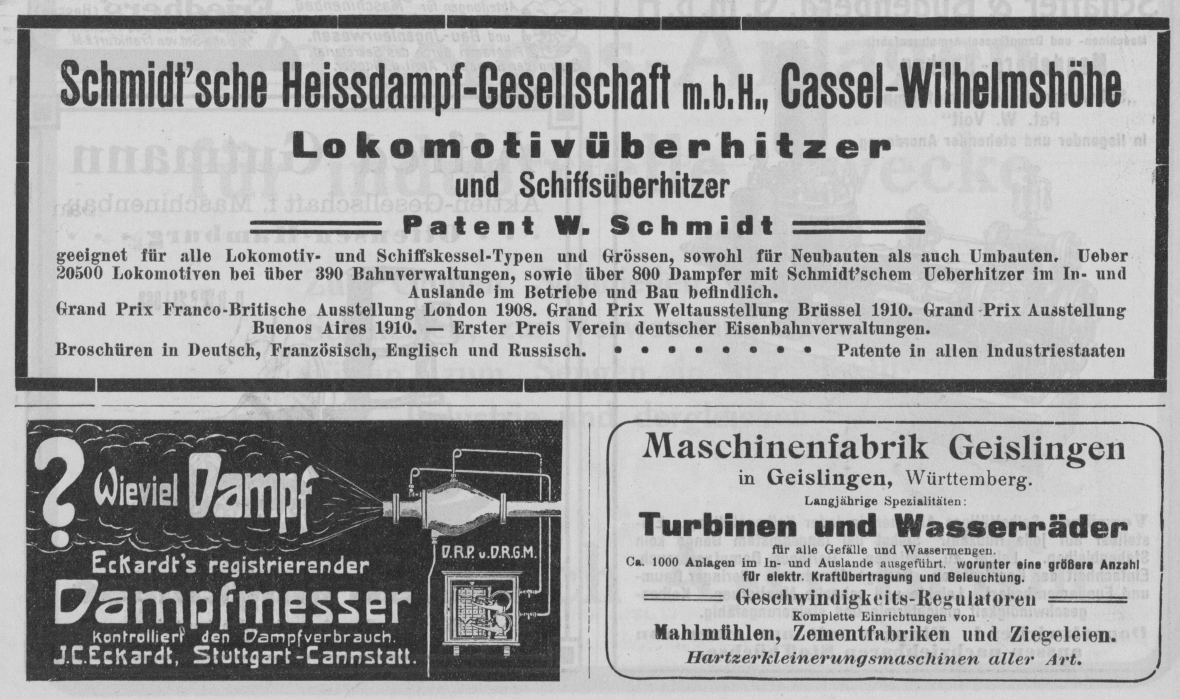 Schmidt'sche Heissdampf-Gesellschaft m.b.H., Cassel-Wilhelmshöhe
Lokomotivüberhitzer
und Schiffsüberhitzer
Patent W. Schmidt
geeignet für alle Lokomotiv- und Schiffskessel-Typen und Grössen, sowohl für Neubauten als auch Umbauten. Ueber
20500 Lokomotiven bei über 390 Bahnverwaltungen, sowie über 800 Dampfer mit Schmidt'schem Ueberhitzer im In- und
Auslande im Betriebe und Bau befindlich.
Grand Prix Franco-Britische Ausstellung London 1908. Grand Prix Weltausstellung Brüssel 1910. Grand Prix Ausstellung
Buenos Aires 1910. — Erster Preis Verein deutscher Eisenbahnverwaltungen.
Broschüren in Deutsch, Französisch, Englisch und Russisch. • • • • • • • • • Patente in allen Industriestaaten
? Wieviel Dampf
D.R.P. u. D.R.G.M.
Eckardt's registrierender
Dampfmesser
kontrolliert den Dampfverbrauch.
J.C. Eckardt, Stuttgart-Cannstatt.
Maschinenfabrik Geislingen
in Geislingen, Württemberg.
Langjährige Spezialitäten:
Turbinen und Wasserräder
für alle Gefälle und Wassermengen.
Ca. 1000 Anlagen im In- und Auslande ausgeführt, worunter eine größere Anzahl
für elektr. Kraftübertragung und Beleuchtung.
Geschwindigkeits-Regulatoren
Komplette Einrichtungen von
Mahlmühlen, Zementfabriken und Ziegeleien.
Hartzerkleinerungsmaschinen aller Art.